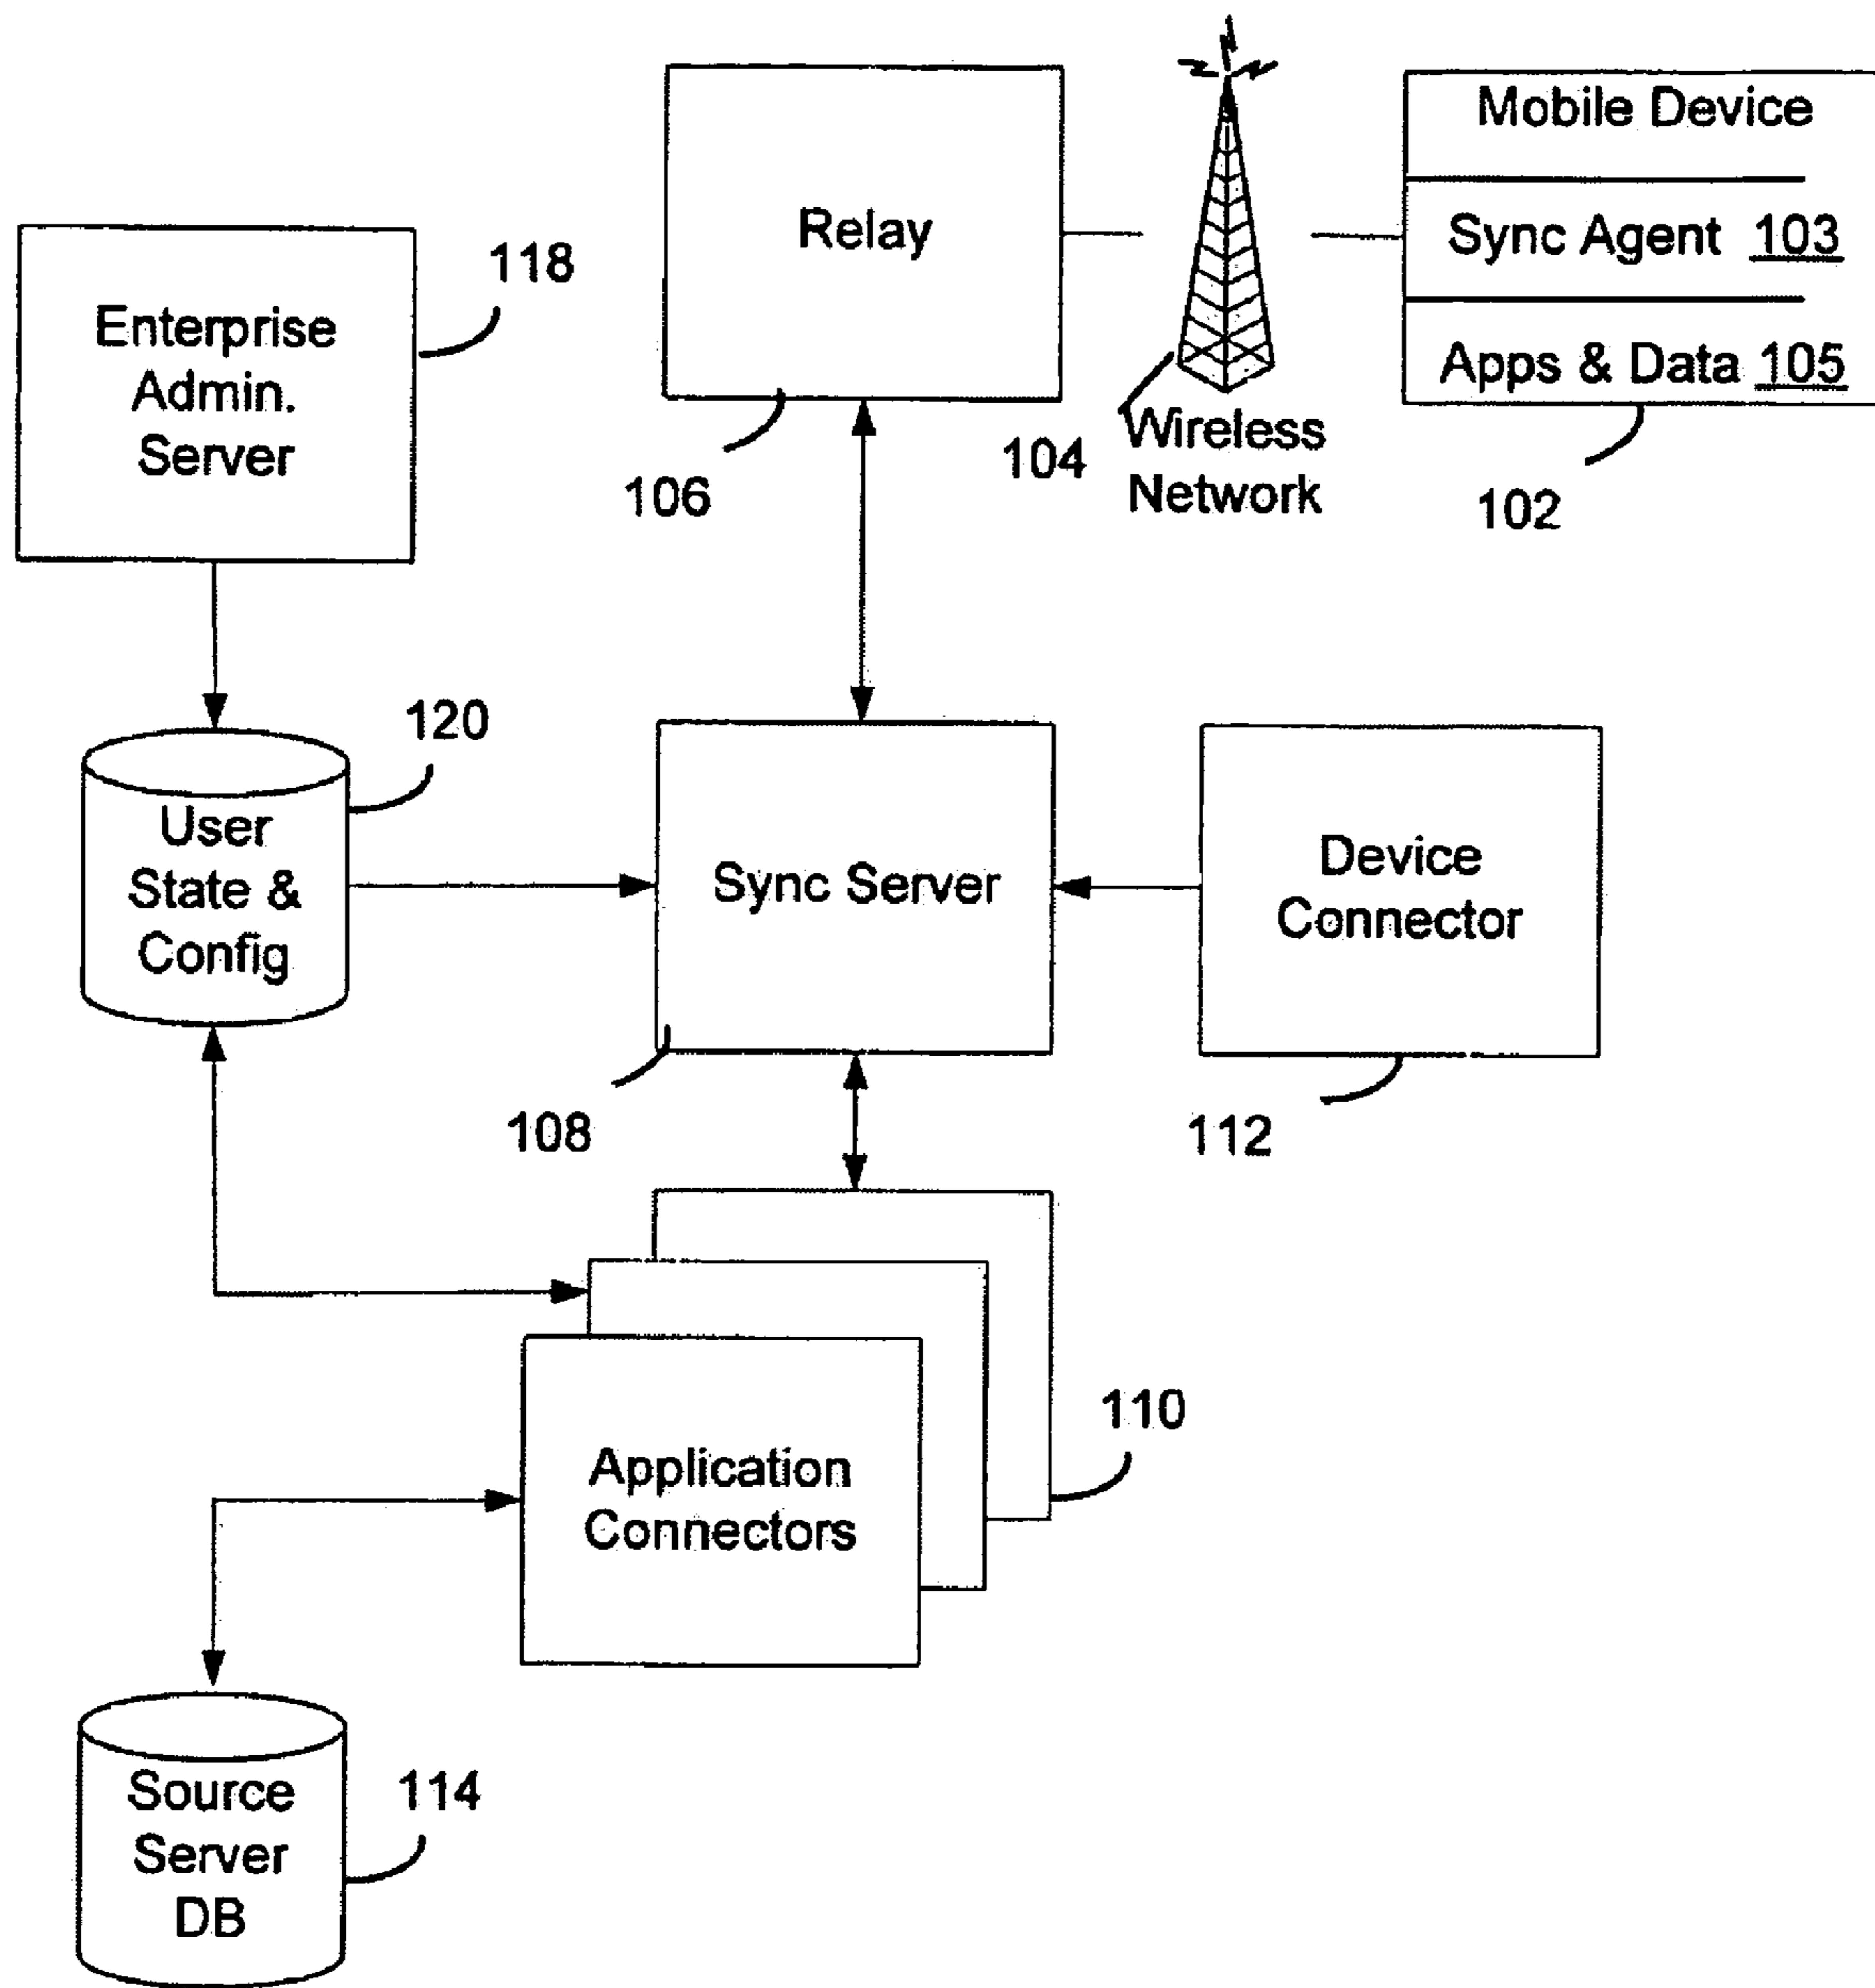 Mobile Device
Relay
Sync Agent 103
118
Enterprise
Admin.
Server
Apps & Data 105
106
104
Wireless
Network
102
120
User
State &
Config
Sync Server
Device
Connector
108
112
110
Application
Connectors
Source
Server
DB
114